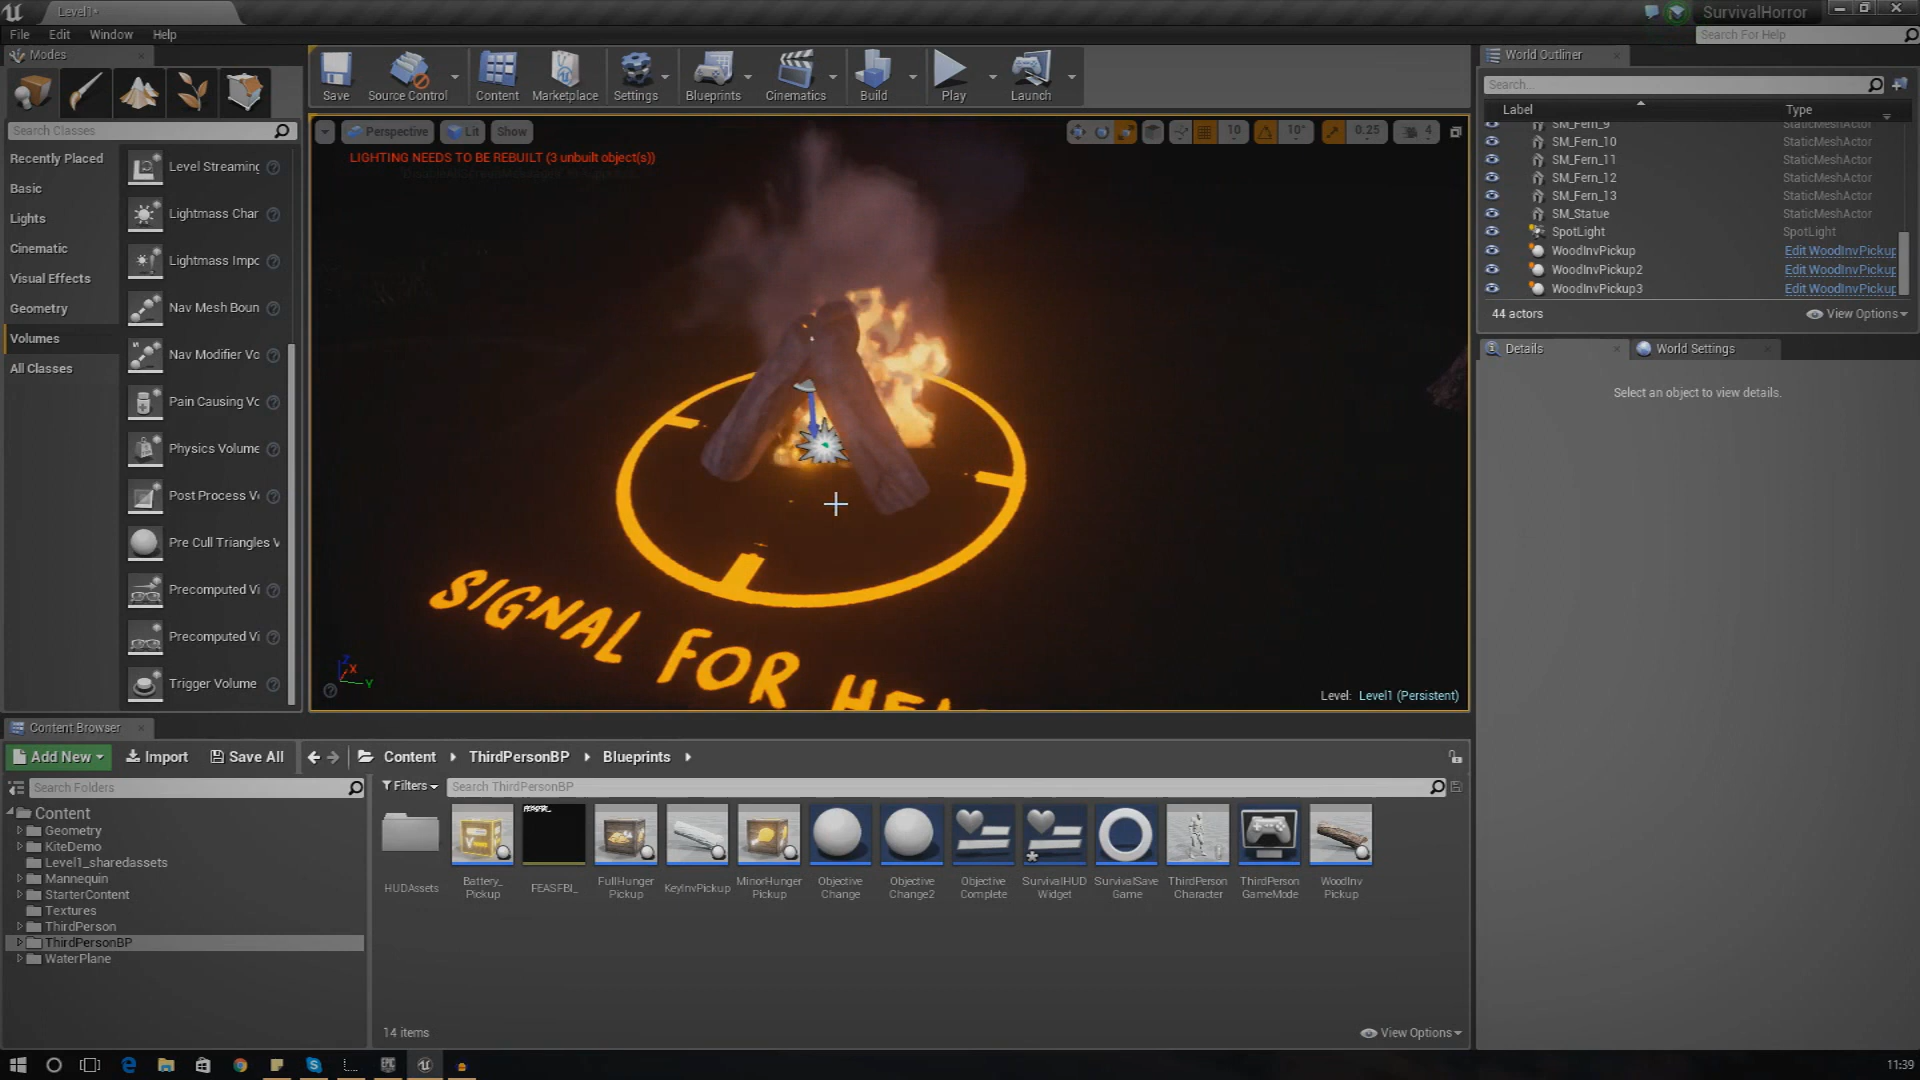 Level1*
SurvivalHorror
File Edit Window Help
Search For Help
Modes
Save Source Control Content Marketplace Settings Blueprints Cinematics Build Play Launch
World Outliner
Search...
Label Type
Search Classes
Perspective Lit Show 10 10° 0.25 4
LIGHTING NEEDS TO BE REBUILT (3 unbuilt object(s))
Recently Placed
Basic
Lights
Cinematic
Visual Effects
Geometry
Volumes
All Classes
Level Streaming
Lightmass Char
Lightmass Impo
Nav Mesh Boun
Nav Modifier Vo
Pain Causing Vo
Physics Volume
Post Process Vo
Pre Cull Triangles V
Precomputed Vi
Precomputed Vi
Trigger Volume
SM_Fern_9 StaticMeshActor
SM_Fern_10 StaticMeshActor
SM_Fern_11 StaticMeshActor
SM_Fern_12 StaticMeshActor
SM_Fern_13 StaticMeshActor
SM_Statue StaticMeshActor
SpotLight SpotLight
WoodInvPickup Edit WoodInvPickup
WoodInvPickup2 Edit WoodInvPickup
WoodInvPickup3 Edit WoodInvPickup
44 actors View Options
Details World Settings
Select an object to view details.
SIGNAL FOR HEL
Z X Y
Level: Level1 (Persistent)
Content Browser
Add New Import Save All Content ThirdPersonBP Blueprints
Search Folders
Filters Search ThirdPersonBP
Content
Geometry
KiteDemo
Level1_sharedassets
Mannequin
StarterContent
Textures
ThirdPerson
ThirdPersonBP
WaterPlane
HUDAssets
Battery_
Pickup
FEASFBI_
FullHunger
Pickup
KeyInvPickup
MinorHunger
Pickup
Objective
Change
Objective
Change2
Objective
Complete
SurvivalHUD
Widget
SurvivalSave
Game
ThirdPerson
Character
ThirdPerson
GameMode
WoodInv
Pickup
14 items View Options
11:39